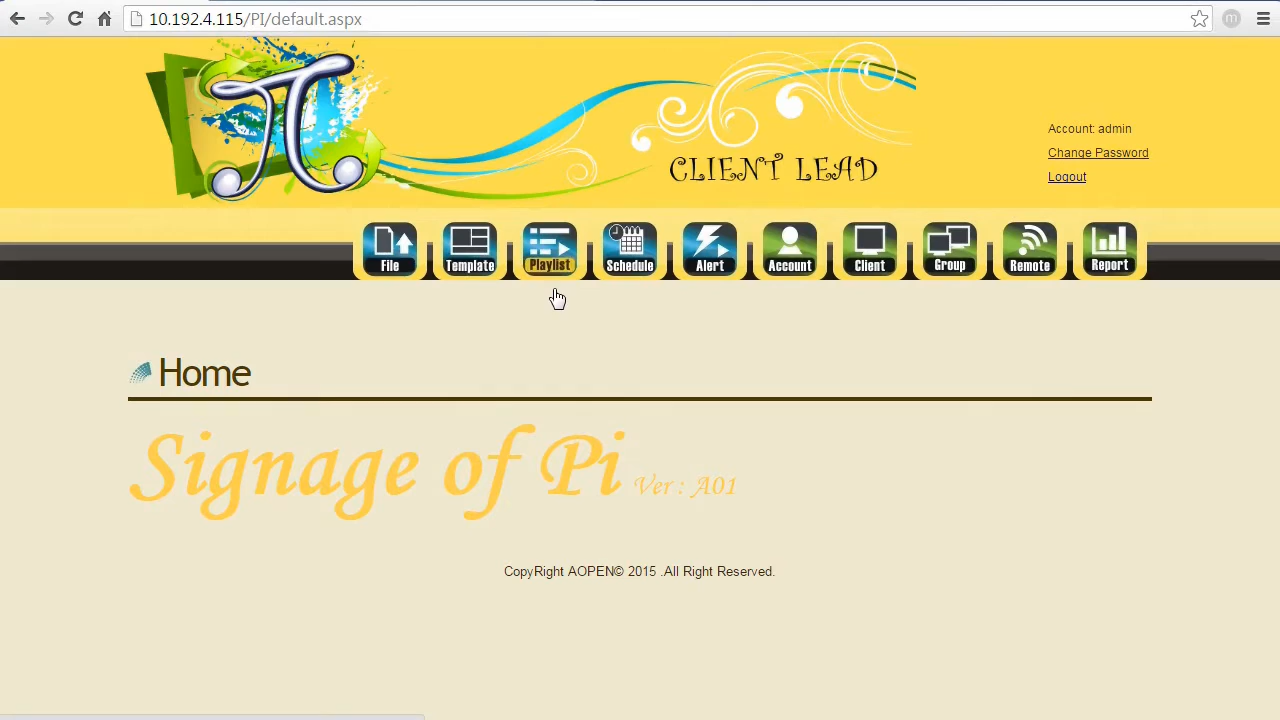 10.192.4.115/PI/default.aspx
CLIENT LEAD
Account: admin
Change Password
Logout
File
Template
Playlist
Schedule
Alert
Account
Client
Group
Remote
Report
Home
Signage of Pi Ver : A01
CopyRight AOPEN© 2015 .All Right Reserved.